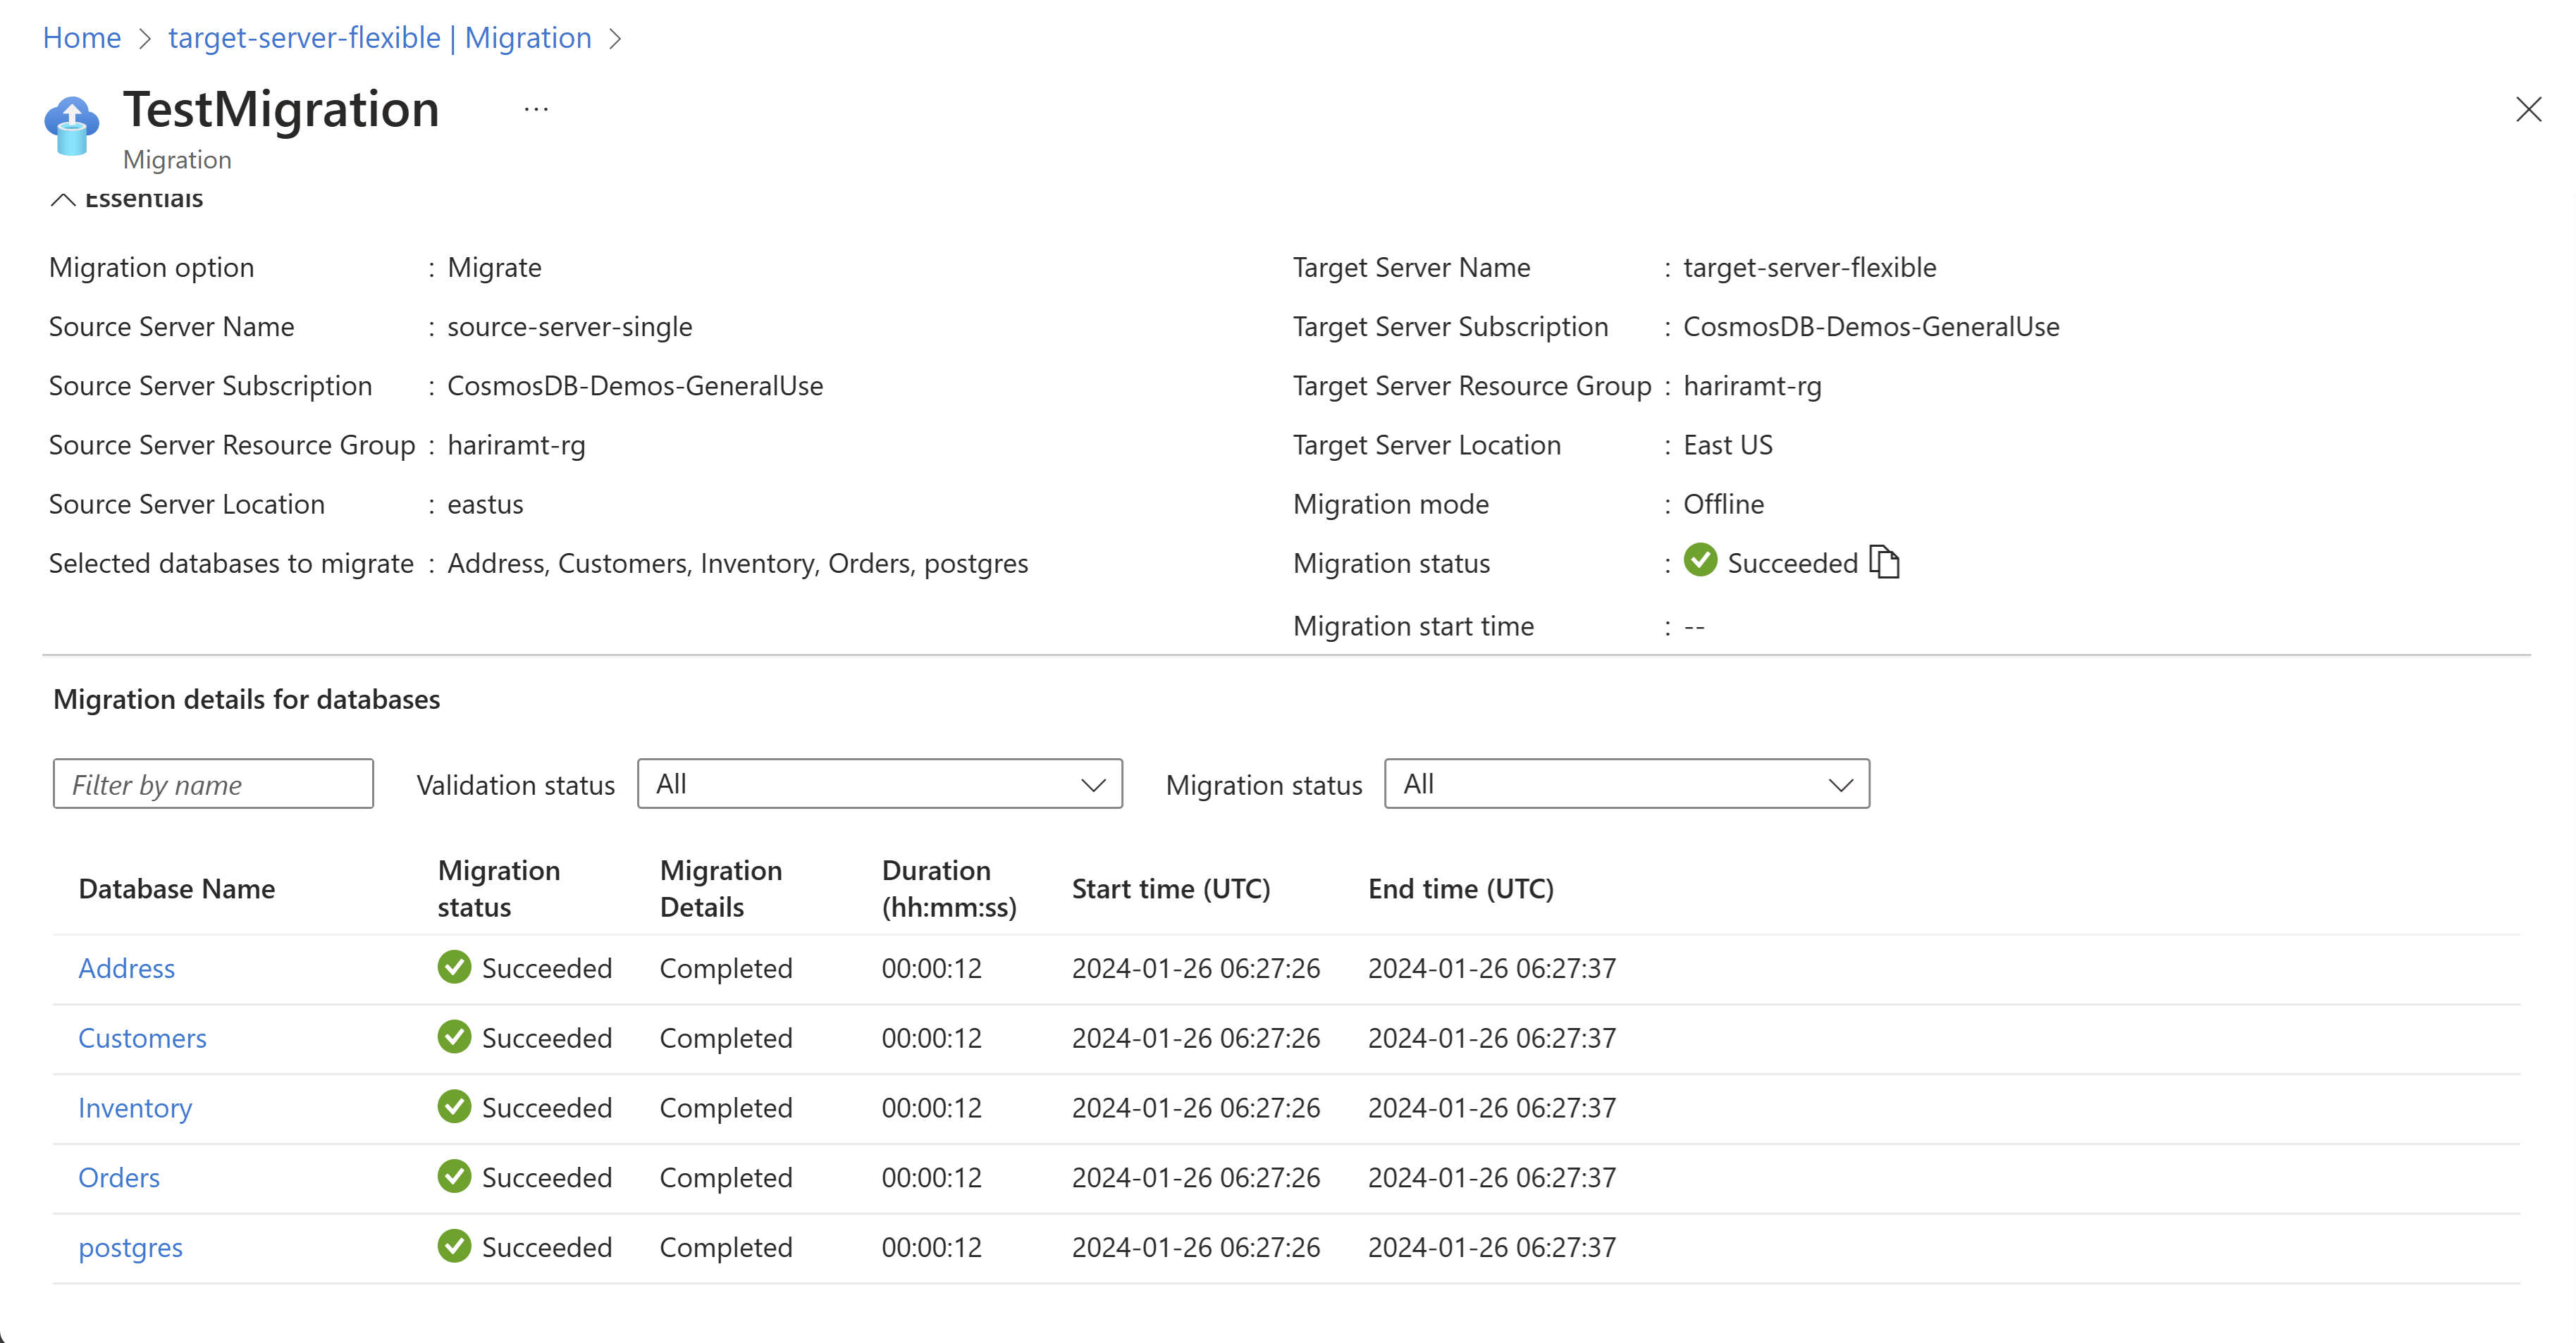 Home > target-server-flexible | Migration >
TestMigration ...
Migration
Essentials
Migration option : Migrate
Source Server Name : source-server-single
Source Server Subscription : CosmosDB-Demos-GeneralUse
Source Server Resource Group : hariramt-rg
Source Server Location : eastus
Selected databases to migrate : Address, Customers, Inventory, Orders, postgres
Target Server Name : target-server-flexible
Target Server Subscription : CosmosDB-Demos-GeneralUse
Target Server Resource Group : hariramt-rg
Target Server Location : East US
Migration mode : Offline
Migration status : Succeeded
Migration start time : --
Migration details for databases
Filter by name Validation status All Migration status All
Database Name Migration status Migration Details Duration (hh:mm:ss) Start time (UTC) End time (UTC)
Address Succeeded Completed 00:00:12 2024-01-26 06:27:26 2024-01-26 06:27:37
Customers Succeeded Completed 00:00:12 2024-01-26 06:27:26 2024-01-26 06:27:37
Inventory Succeeded Completed 00:00:12 2024-01-26 06:27:26 2024-01-26 06:27:37
Orders Succeeded Completed 00:00:12 2024-01-26 06:27:26 2024-01-26 06:27:37
postgres Succeeded Completed 00:00:12 2024-01-26 06:27:26 2024-01-26 06:27:37